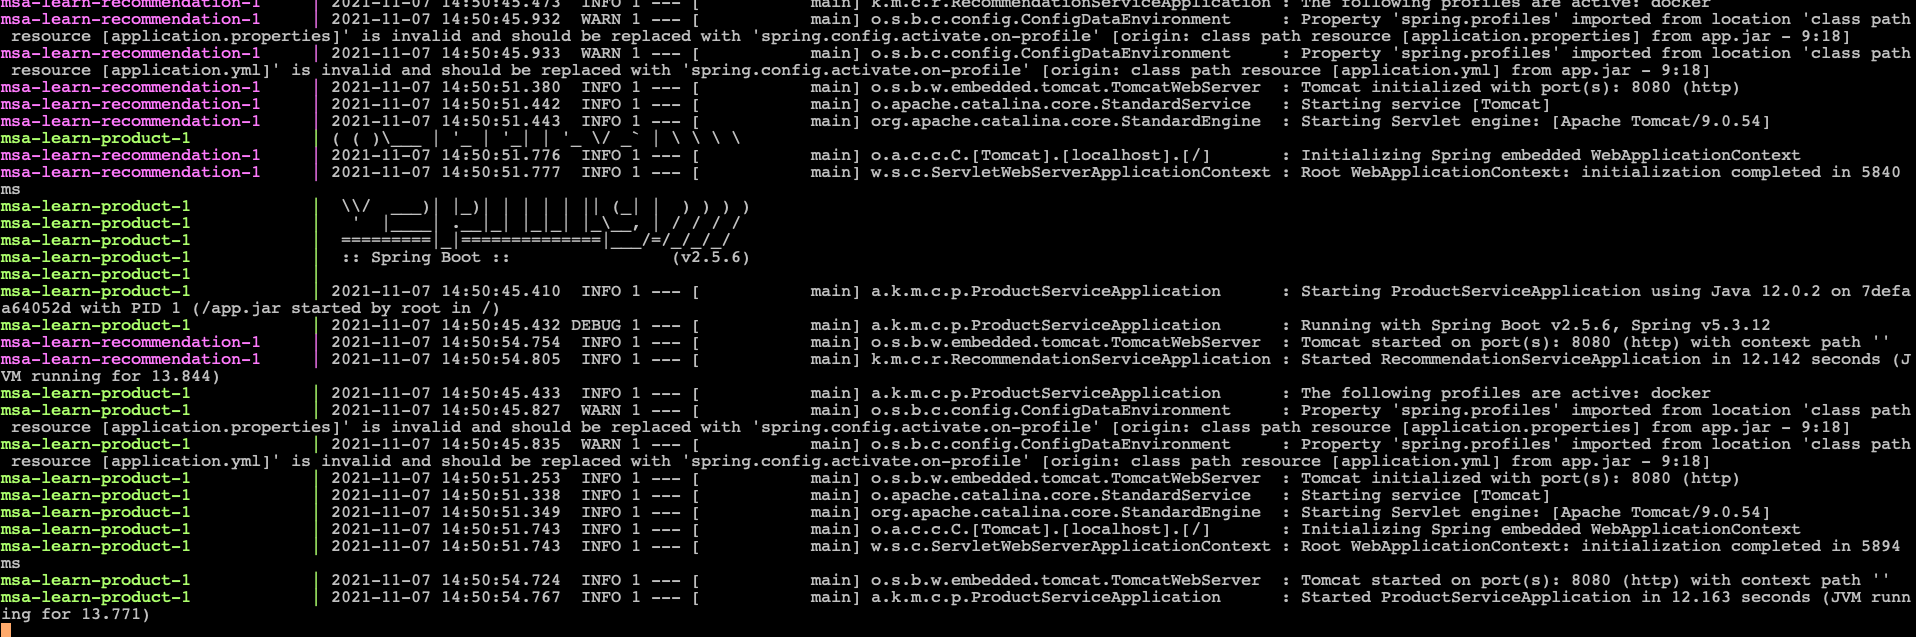 msa-learn-recommendation-1     | 2021-11-07 14:50:45.473  INFO 1 --- [           main] k.m.c.r.RecommendationServiceApplication : The following profiles are active: docker
msa-learn-recommendation-1     | 2021-11-07 14:50:45.932  WARN 1 --- [           main] o.s.b.c.config.ConfigDataEnvironment     : Property 'spring.profiles' imported from location 'class path
 resource [application.properties]' is invalid and should be replaced with 'spring.config.activate.on-profile' [origin: class path resource [application.properties] from app.jar - 9:18]
msa-learn-recommendation-1     | 2021-11-07 14:50:45.933  WARN 1 --- [           main] o.s.b.c.config.ConfigDataEnvironment     : Property 'spring.profiles' imported from location 'class path
 resource [application.yml]' is invalid and should be replaced with 'spring.config.activate.on-profile' [origin: class path resource [application.yml] from app.jar - 9:18]
msa-learn-recommendation-1     | 2021-11-07 14:50:51.380  INFO 1 --- [           main] o.s.b.w.embedded.tomcat.TomcatWebServer  : Tomcat initialized with port(s): 8080 (http)
msa-learn-recommendation-1     | 2021-11-07 14:50:51.442  INFO 1 --- [           main] o.apache.catalina.core.StandardService   : Starting service [Tomcat]
msa-learn-recommendation-1     | 2021-11-07 14:50:51.443  INFO 1 --- [           main] org.apache.catalina.core.StandardEngine  : Starting Servlet engine: [Apache Tomcat/9.0.54]
msa-learn-product-1            | ( ( )\___ | '_ | '_| | '_ \/ _` | \ \ \ \
msa-learn-recommendation-1     | 2021-11-07 14:50:51.776  INFO 1 --- [           main] o.a.c.c.C.[Tomcat].[localhost].[/]       : Initializing Spring embedded WebApplicationContext
msa-learn-recommendation-1     | 2021-11-07 14:50:51.777  INFO 1 --- [           main] w.s.c.ServletWebServerApplicationContext : Root WebApplicationContext: initialization completed in 5840
ms
msa-learn-product-1            |  \\/  ___)| |_)| | | | | || (_| |  ) ) ) )
msa-learn-product-1            |   '  |____| .__|_| |_|_| |_\__, | / / / /
msa-learn-product-1            |  =========|_|==============|___/=/_/_/_/
msa-learn-product-1            |  :: Spring Boot ::                (v2.5.6)
msa-learn-product-1            |
msa-learn-product-1            | 2021-11-07 14:50:45.410  INFO 1 --- [           main] a.k.m.c.p.ProductServiceApplication      : Starting ProductServiceApplication using Java 12.0.2 on 7defa
a64052d with PID 1 (/app.jar started by root in /)
msa-learn-product-1            | 2021-11-07 14:50:45.432 DEBUG 1 --- [           main] a.k.m.c.p.ProductServiceApplication      : Running with Spring Boot v2.5.6, Spring v5.3.12
msa-learn-recommendation-1     | 2021-11-07 14:50:54.754  INFO 1 --- [           main] o.s.b.w.embedded.tomcat.TomcatWebServer  : Tomcat started on port(s): 8080 (http) with context path ''
msa-learn-recommendation-1     | 2021-11-07 14:50:54.805  INFO 1 --- [           main] k.m.c.r.RecommendationServiceApplication : Started RecommendationServiceApplication in 12.142 seconds (J
VM running for 13.844)
msa-learn-product-1            | 2021-11-07 14:50:45.433  INFO 1 --- [           main] a.k.m.c.p.ProductServiceApplication      : The following profiles are active: docker
msa-learn-product-1            | 2021-11-07 14:50:45.827  WARN 1 --- [           main] o.s.b.c.config.ConfigDataEnvironment     : Property 'spring.profiles' imported from location 'class path
 resource [application.properties]' is invalid and should be replaced with 'spring.config.activate.on-profile' [origin: class path resource [application.properties] from app.jar - 9:18]
msa-learn-product-1            | 2021-11-07 14:50:45.835  WARN 1 --- [           main] o.s.b.c.config.ConfigDataEnvironment     : Property 'spring.profiles' imported from location 'class path
 resource [application.yml]' is invalid and should be replaced with 'spring.config.activate.on-profile' [origin: class path resource [application.yml] from app.jar - 9:18]
msa-learn-product-1            | 2021-11-07 14:50:51.253  INFO 1 --- [           main] o.s.b.w.embedded.tomcat.TomcatWebServer  : Tomcat initialized with port(s): 8080 (http)
msa-learn-product-1            | 2021-11-07 14:50:51.338  INFO 1 --- [           main] o.apache.catalina.core.StandardService   : Starting service [Tomcat]
msa-learn-product-1            | 2021-11-07 14:50:51.349  INFO 1 --- [           main] org.apache.catalina.core.StandardEngine  : Starting Servlet engine: [Apache Tomcat/9.0.54]
msa-learn-product-1            | 2021-11-07 14:50:51.743  INFO 1 --- [           main] o.a.c.c.C.[Tomcat].[localhost].[/]       : Initializing Spring embedded WebApplicationContext
msa-learn-product-1            | 2021-11-07 14:50:51.743  INFO 1 --- [           main] w.s.c.ServletWebServerApplicationContext : Root WebApplicationContext: initialization completed in 5894
ms
msa-learn-product-1            | 2021-11-07 14:50:54.724  INFO 1 --- [           main] o.s.b.w.embedded.tomcat.TomcatWebServer  : Tomcat started on port(s): 8080 (http) with context path ''
msa-learn-product-1            | 2021-11-07 14:50:54.767  INFO 1 --- [           main] a.k.m.c.p.ProductServiceApplication      : Started ProductServiceApplication in 12.163 seconds (JVM runn
ing for 13.771)